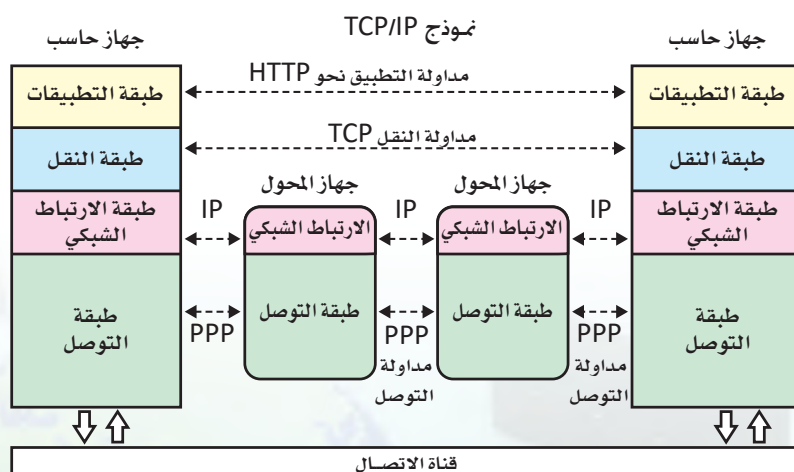 نموذج TCP/IP
جهاز حاسب
جهاز حاسب
مداولة التطبيق نحو HTTP
طبقة التطبيقات
طبقة التطبيقات
مداولة النقل TCP
طبقة النقل
طبقة النقل
جهاز المحول
جهاز المحول
طبقة الارتباط
الشبكي
IP
الارتباط الشبكي
IP
الارتباط الشبكي
IP
طبقة الارتباط
الشبكي
طبقة
التوصل
PPP
مداولة
التوصل
طبقة التوصل
PPP
مداولة
التوصل
طبقة التوصل
PPP
طبقة
التوصل
قناة الاتصال